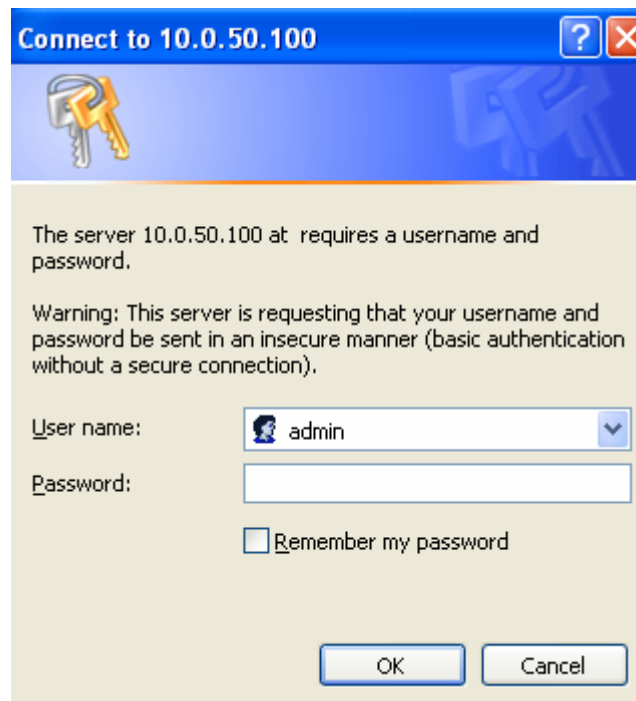 Connect to 10.0.50.100
?
The server 10.0.50.100 at  requires a username and
password.
Warning: This server is requesting that your username and
password be sent in an insecure manner (basic authentication
without a secure connection).
User name:
admin
Password:
Remember my password
OK
Cancel